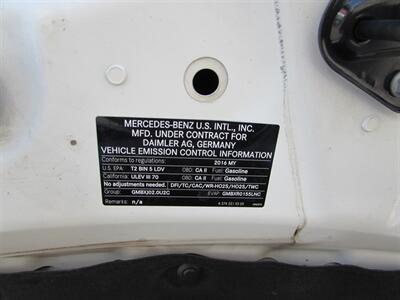 MERCEDES-BENZ U.S. INTL., INC.
MFD. UNDER CONTRACT FOR
DAIMLER AG, GERMANY
VEHICLE EMISSION CONTROL INFORMATION
Conforms to regulations: 2016 MY
U.S. EPA: T2 BIN 5 LDV OBD: CA II Fuel: Gasoline
California: ULEV III 70 OBD: CA II Fuel: Gasoline
No adjustments needed. DFI/TC/CAC/WR-HO2S/HO2S/TWC
Group: GMBXJ02.0U2C EVAP: GMBXR0155LNC
Remarks: n/a